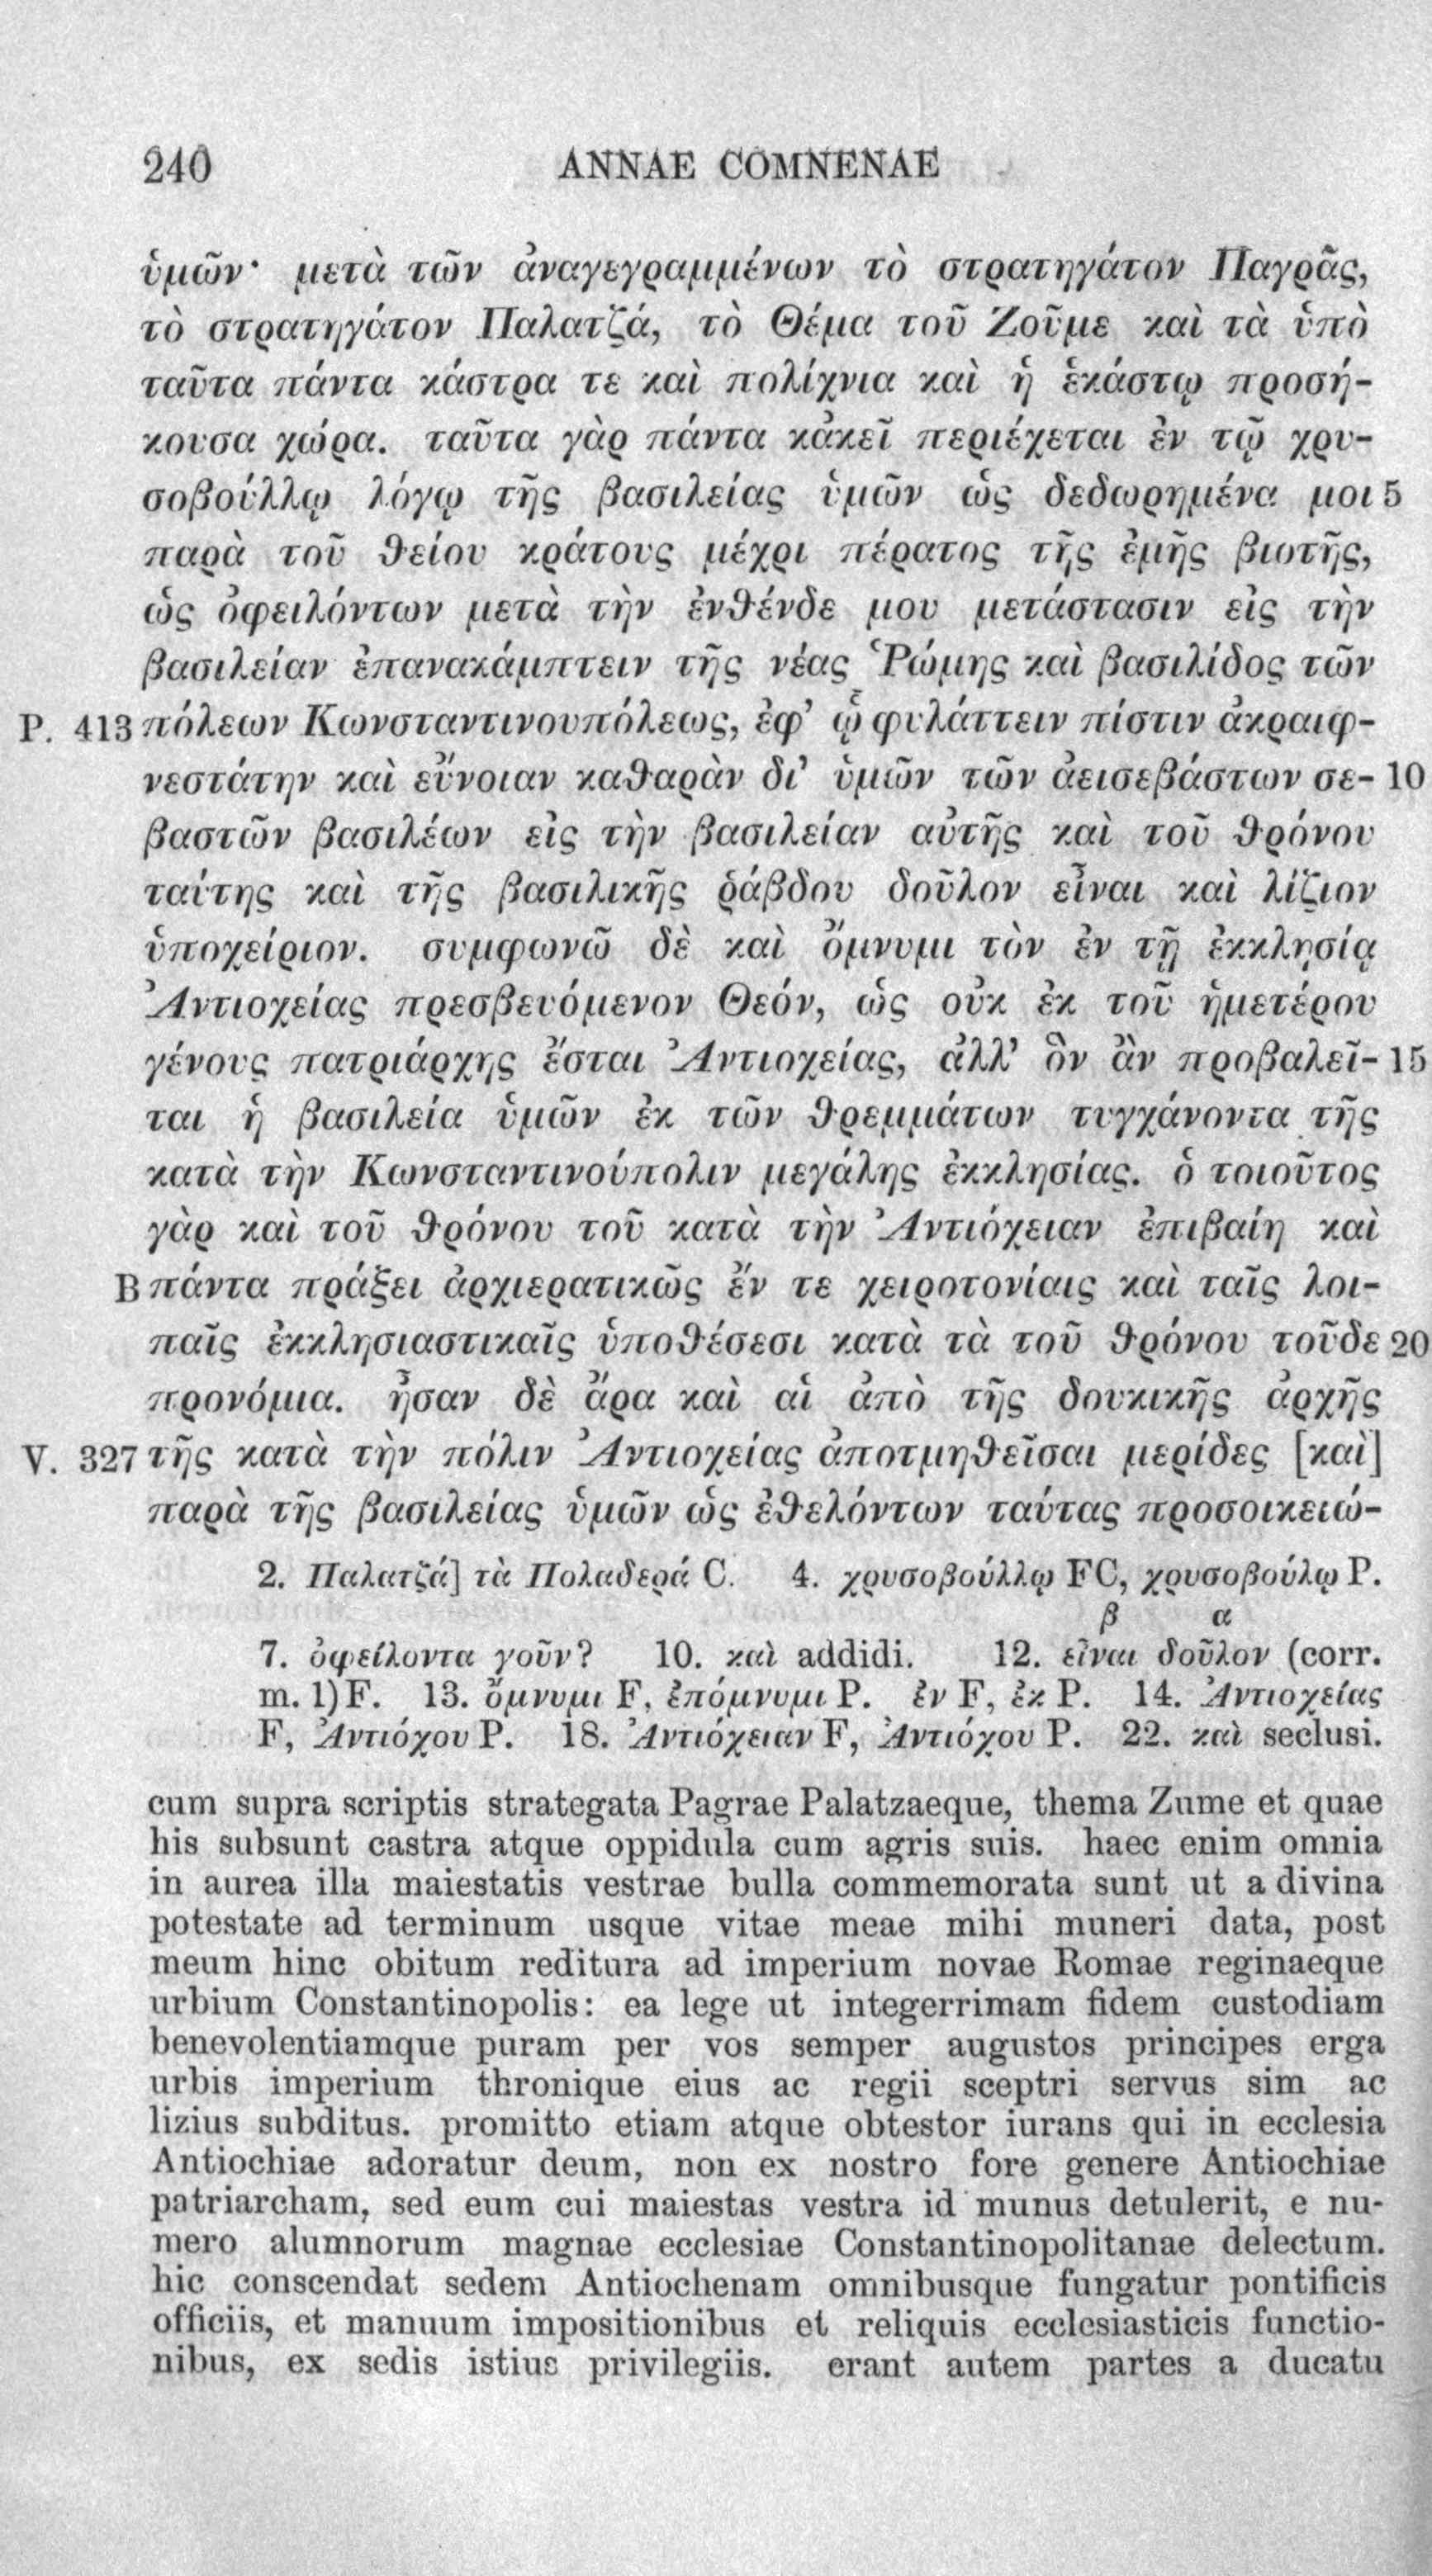 240 ANNAE COMNENAE
ὑμῶν· μετὰ τῶν ἀναγεγραμμένων τὸ στρατηγάτον Παγρᾶς,
τὸ στρατηγάτον Παλατζά, τὸ Θέμα τοῦ Ζοῦμε καὶ τὰ ὑπὸ
ταῦτα πάντα κάστρα τε καὶ πολίχνια καὶ ἡ ἑκάστῳ προσή-
κουσα χώρα. ταῦτα γὰρ πάντα κἀκεῖ περιέχεται ἐν τῷ χρυ-
σοβούλλῳ λόγῳ τῆς βασιλείας ὑμῶν ὡς δεδωρημένα μοι 5
παρὰ τοῦ θείου κράτους μέχρι πέρατος τῆς ἐμῆς βιοτῆς,
ὡς ὀφειλόντων μετὰ τὴν ἐνθένδε μου μετάστασιν εἰς τὴν
βασιλείαν ἐπανακάμπτειν τῆς νέας Ῥώμης καὶ βασιλίδος τῶν
P. 413 πόλεων Κωνσταντινουπόλεως, ἐφ’ ᾧ φυλάττειν πίστιν ἀκραιφ-
νεστάτην καὶ εὔνοιαν καθαρὰν δι’ ὑμῶν τῶν ἀεισεβάστων σε- 10
βαστῶν βασιλέων εἰς τὴν βασιλείαν αὐτῆς καὶ τοῦ θρόνου
ταύτης καὶ τῆς βασιλικῆς ῥάβδου δοῦλον εἶναι καὶ λίζιον
ὑποχείριον. συμφωνῶ δὲ καὶ ὄμνυμι τὸν ἐν τῇ ἐκκλησίᾳ
Ἀντιοχείας πρεσβευόμενον Θεόν, ὡς οὐκ ἐκ τοῦ ἡμετέρου
γένους πατριάρχης ἔσται Ἀντιοχείας, ἀλλ’ ὃν ἂν προβαλεῖ- 15
ται ἡ βασιλεία ὑμῶν ἐκ τῶν θρεμμάτων τυγχάνοντα τῆς
κατὰ τὴν Κωνσταντινούπολιν μεγάλης ἐκκλησίας. ὁ τοιοῦτος
γὰρ καὶ τοῦ θρόνου τοῦ κατὰ τὴν Ἀντιόχειαν ἐπιβαίη καὶ
B πάντα πράξει ἀρχιερατικῶς ἔν τε χειροτονίαις καὶ ταῖς λοι-
παῖς ἐκκλησιαστικαῖς ὑποθέσεσι κατὰ τὰ τοῦ θρόνου τοῦδε 20
προνόμια. ἦσαν δὲ ἄρα καὶ αἱ ἀπὸ τῆς δουκικῆς ἀρχῆς
V. 327 τῆς κατὰ τὴν πόλιν Ἀντιοχείας ἀποτμηθεῖσαι μερίδες [καὶ]
παρὰ τῆς βασιλείας ὑμῶν ὡς ἐθελόντων ταύτας προσοικειώ-
2. Παλατζά] τὰ Πολαδερά C. 4. χρυσοβούλλῳ FC, χρυσοβούλῳ P.
β α
7. ὀφείλοντα γοῦν? 10. καὶ addidi. 12. εἶναι δοῦλον (corr.
m. 1) F. 13. ὄμνυμι F, ἐπόμνυμι P. ἐν F, ἐκ P. 14. Ἀντιοχείας
F, Ἀντιόχου P. 18. Ἀντιόχειαν F, Ἀντιόχου P. 22. καὶ seclusi.
cum supra scriptis strategata Pagrae Palatzaeque, thema Zume et quae
his subsunt castra atque oppidula cum agris suis. haec enim omnia
in aurea illa maiestatis vestrae bulla commemorata sunt ut a divina
potestate ad terminum usque vitae meae mihi muneri data, post
meum hinc obitum reditura ad imperium novae Romae reginaeque
urbium Constantinopolis: ea lege ut integerrimam fidem custodiam
benevolentiamque puram per vos semper augustos principes erga
urbis imperium thronique eius ac regii sceptri servus sim ac
lizius subditus. promitto etiam atque obtestor iurans qui in ecclesia
Antiochiae adoratur deum, non ex nostro fore genere Antiochiae
patriarcham, sed eum cui maiestas vestra id munus detulerit, e nu-
mero alumnorum magnae ecclesiae Constantinopolitanae delectum.
hic conscendat sedem Antiochenam omnibusque fungatur pontificis
officiis, et manuum impositionibus et reliquis ecclesiasticis functio-
nibus, ex sedis istius privilegiis. erant autem partes a ducatu